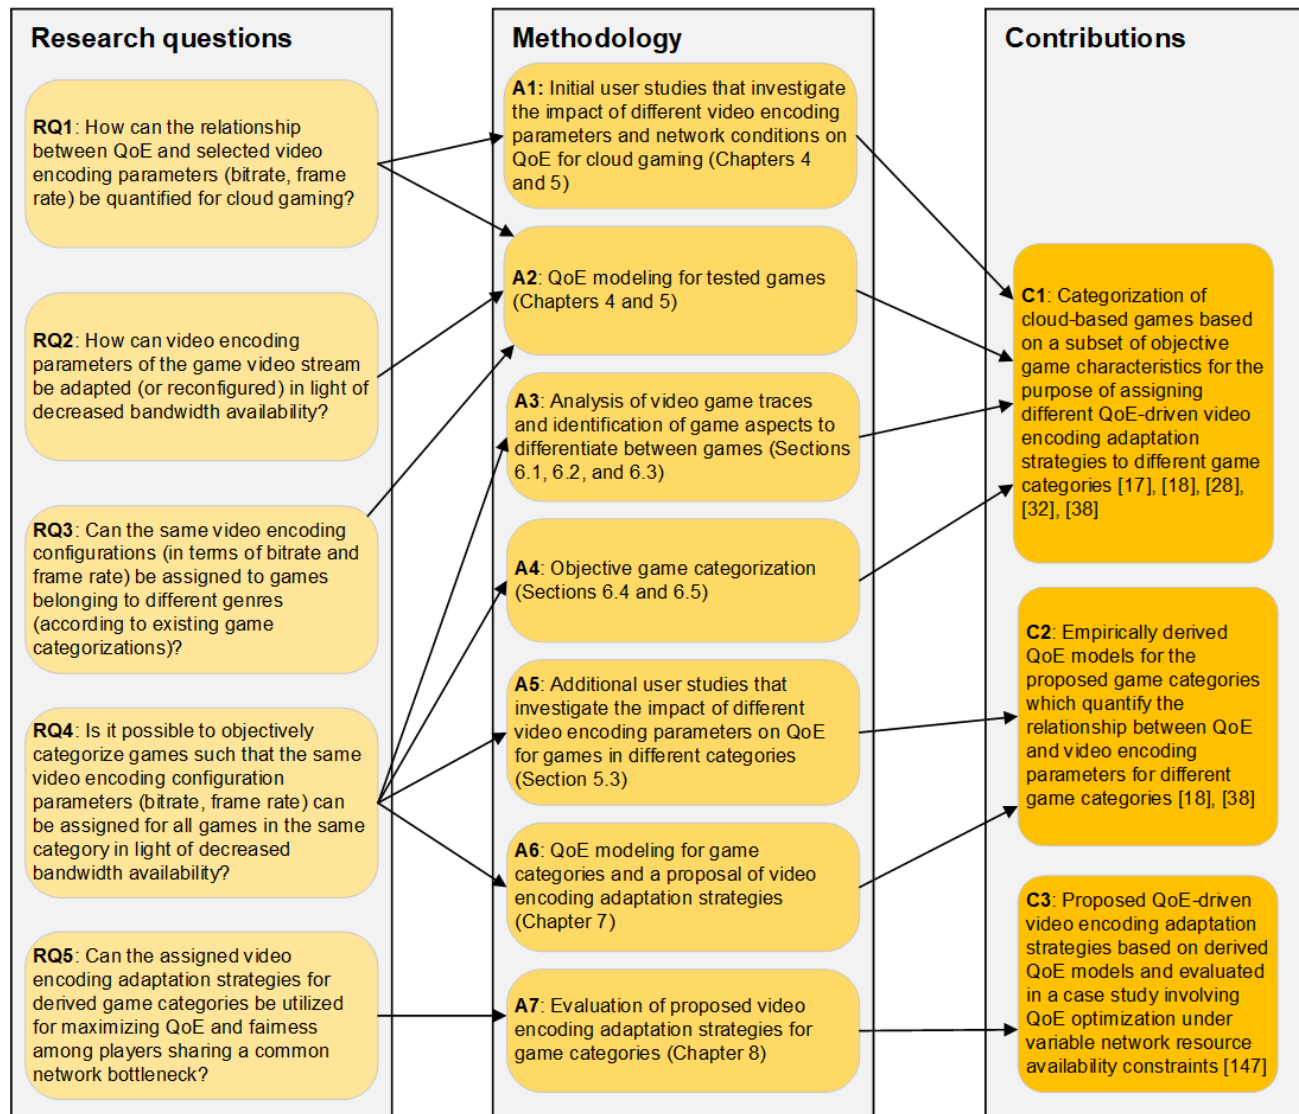 Research questions
RQ1: How can the relationship
between QoE and selected video
encoding parameters (bitrate, frame
rate) be quantified for cloud gaming?
RQ2: How can video encoding
parameters of the game video stream
be adapted (or reconfigured) in light of
decreased bandwidth availability?
RQ3: Can the same video encoding
configurations (in terms of bitrate and
frame rate) be assigned to games
belonging to different genres
(according to existing game
categorizations)?
RQ4: Is it possible to objectively
categorize games such that the same
video encoding configuration
parameters (bitrate, frame rate) can
be assigned for all games in the same
category in light of decreased
bandwidth availability?
RQ5: Can the assigned video
encoding adaptation strategies for
derived game categories be utilized
for maximizing QoE and fairness
among players sharing a common
network bottleneck?
Methodology
A1: Initial user studies that investigate
the impact of different video encoding
parameters and network conditions on
QoE for cloud gaming (Chapters 4
and 5)
A2: QoE modeling for tested games
(Chapters 4 and 5)
A3: Analysis of video game traces
and identification of game aspects to
differentiate between games (Sections
6.1, 6.2, and 6.3)
A4: Objective game categorization
(Sections 6.4 and 6.5)
A5: Additional user studies that
investigate the impact of different
video encoding parameters on QoE
for games in different categories
(Section 5.3)
A6: QoE modeling for game
categories and a proposal of video
encoding adaptation strategies
(Chapter 7)
A7: Evaluation of proposed video
encoding adaptation strategies for
game categories (Chapter 8)
Contributions
C1: Categorization of
cloud-based games based
on a subset of objective
game characteristics for the
purpose of assigning
different QoE-driven video
encoding adaptation
strategies to different game
categories [17], [18], [28],
[32], [38]
C2: Empirically derived
QoE models for the
proposed game categories
which quantify the
relationship between QoE
and video encoding
parameters for different
game categories [18], [38]
C3: Proposed QoE-driven
video encoding adaptation
strategies based on derived
QoE models and evaluated
in a case study involving
QoE optimization under
variable network resource
availability constraints [147]